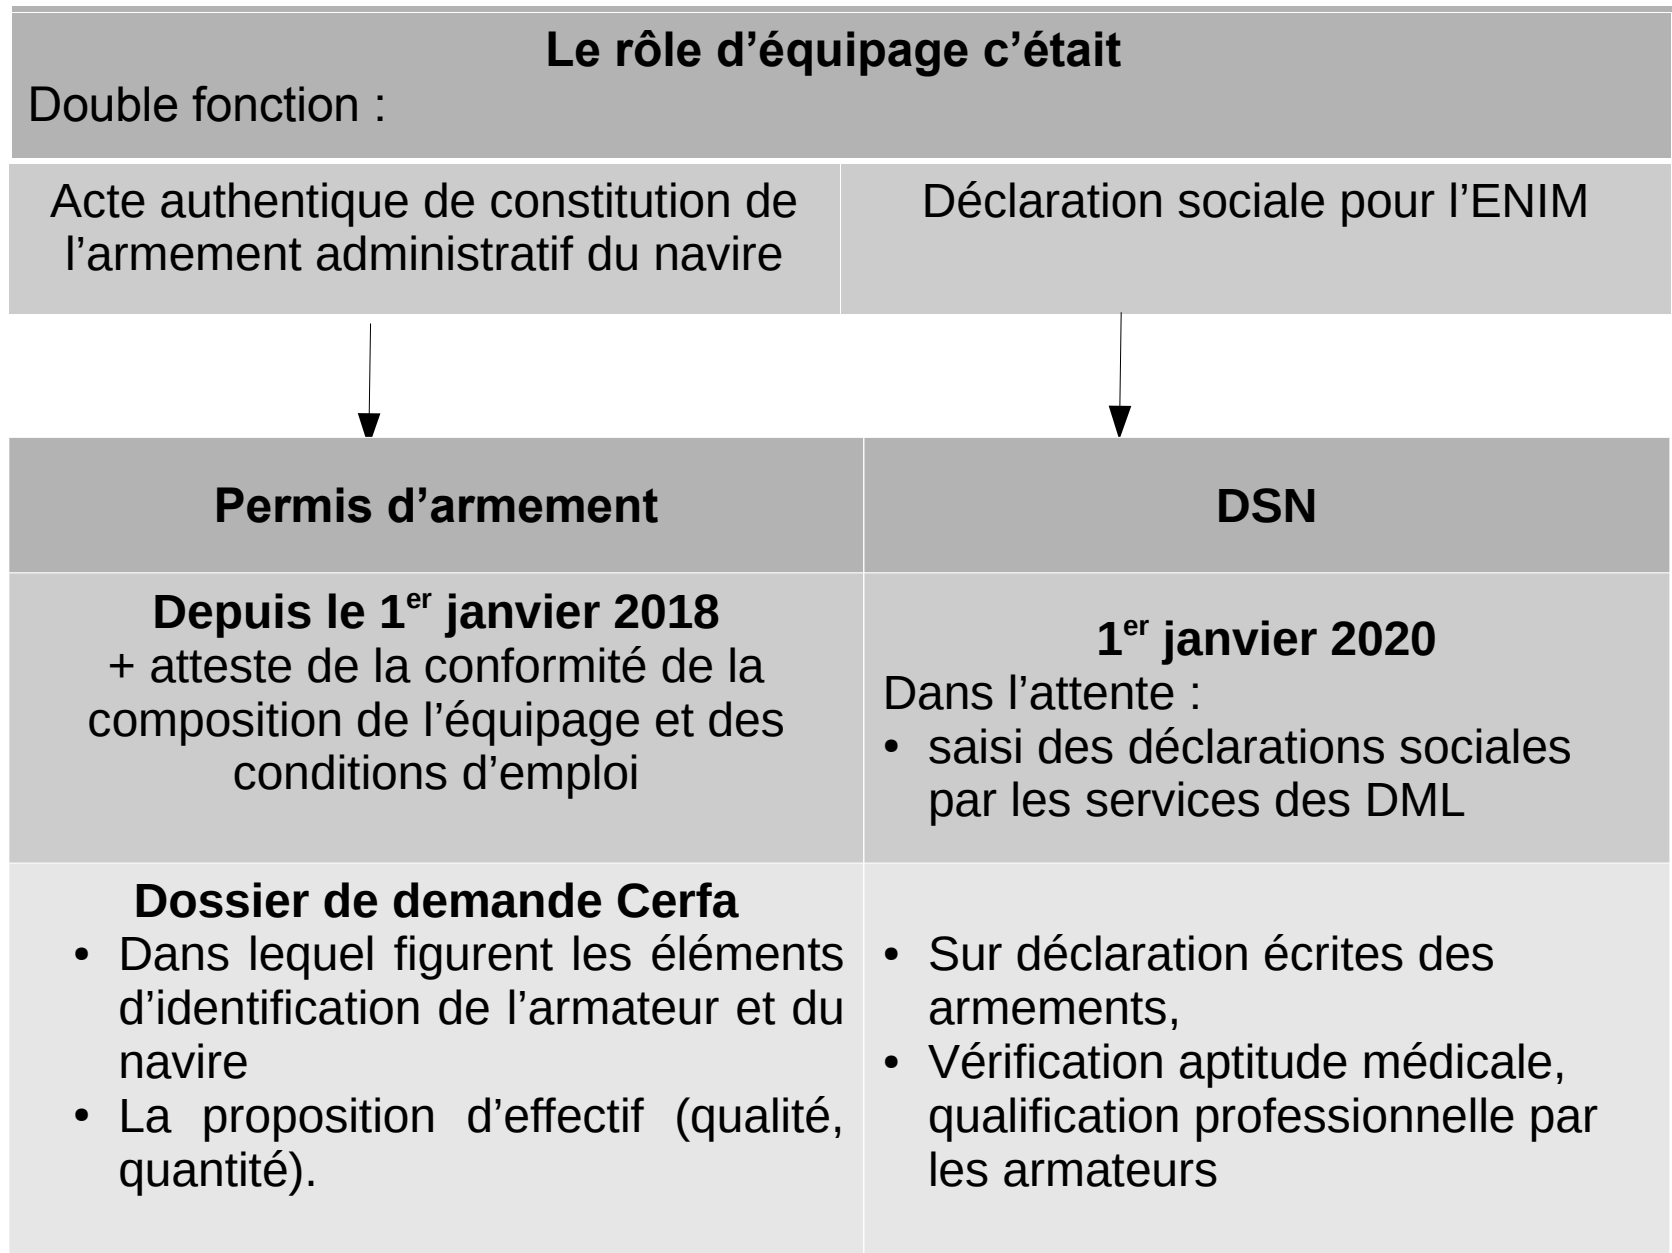 Le rôle d’équipage c’était
Double fonction :
Acte authentique de constitution de
l’armement administratif du navire
Déclaration sociale pour l’ENIM
Permis d’armement
DSN
Depuis le 1er janvier 2018
+ atteste de la conformité de la
composition de l’équipage et des
conditions d’emploi
1er janvier 2020
Dans l’attente :
• saisi des déclarations sociales
par les services des DML
Dossier de demande Cerfa
• Dans lequel figurent les éléments
d’identification de l’armateur et du
navire
• La proposition d’effectif (qualité,
quantité).
• Sur déclaration écrites des
armements,
• Vérification aptitude médicale,
qualification professionnelle par
les armateurs